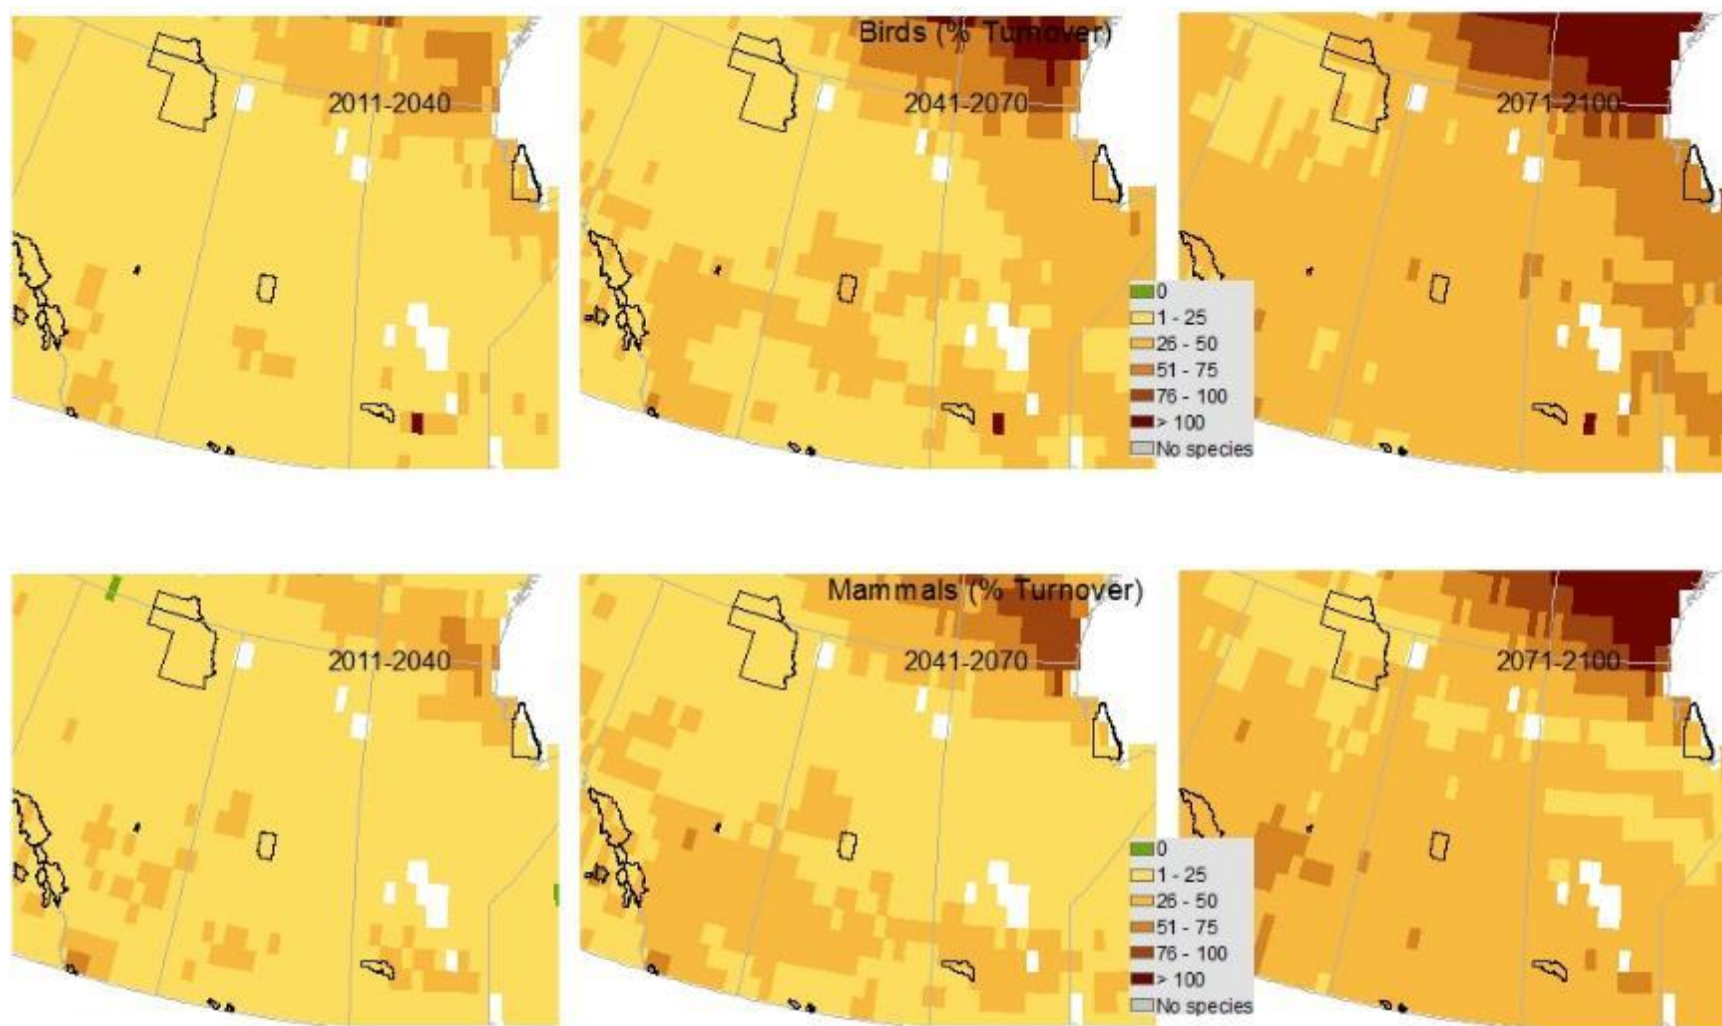 Birds (% Turnover)
2011-2040
2041-2070
2071-2100
0
1 - 25
26 - 50
51 - 75
76 - 100
> 100
No species
Mammals (% Turnover)
2011-2040
2041-2070
2071-2100
0
1 - 25
26 - 50
51 - 75
76 - 100
> 100
No species